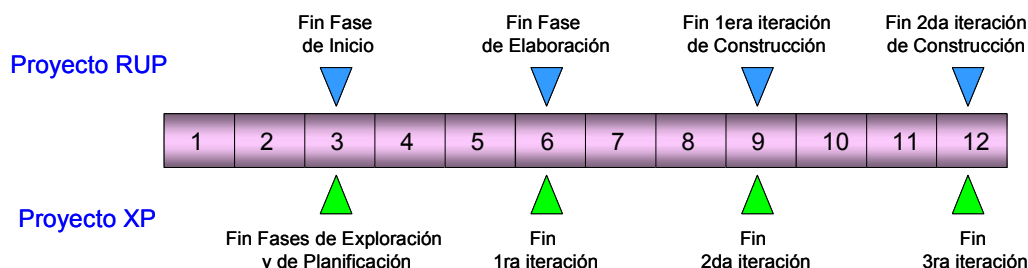 Fin Fase
de Inicio
Fin Fase
de Elaboración
Fin 1era iteración
de Construcción
Fin 2da iteración
de Construcción
Proyecto RUP
1 2 3 4 5 6 7 8 9 10 11 12
Proyecto XP
Fin Fases de Exploración
y de Planificación
Fin
1ra iteración
Fin
2da iteración
Fin
3ra iteración